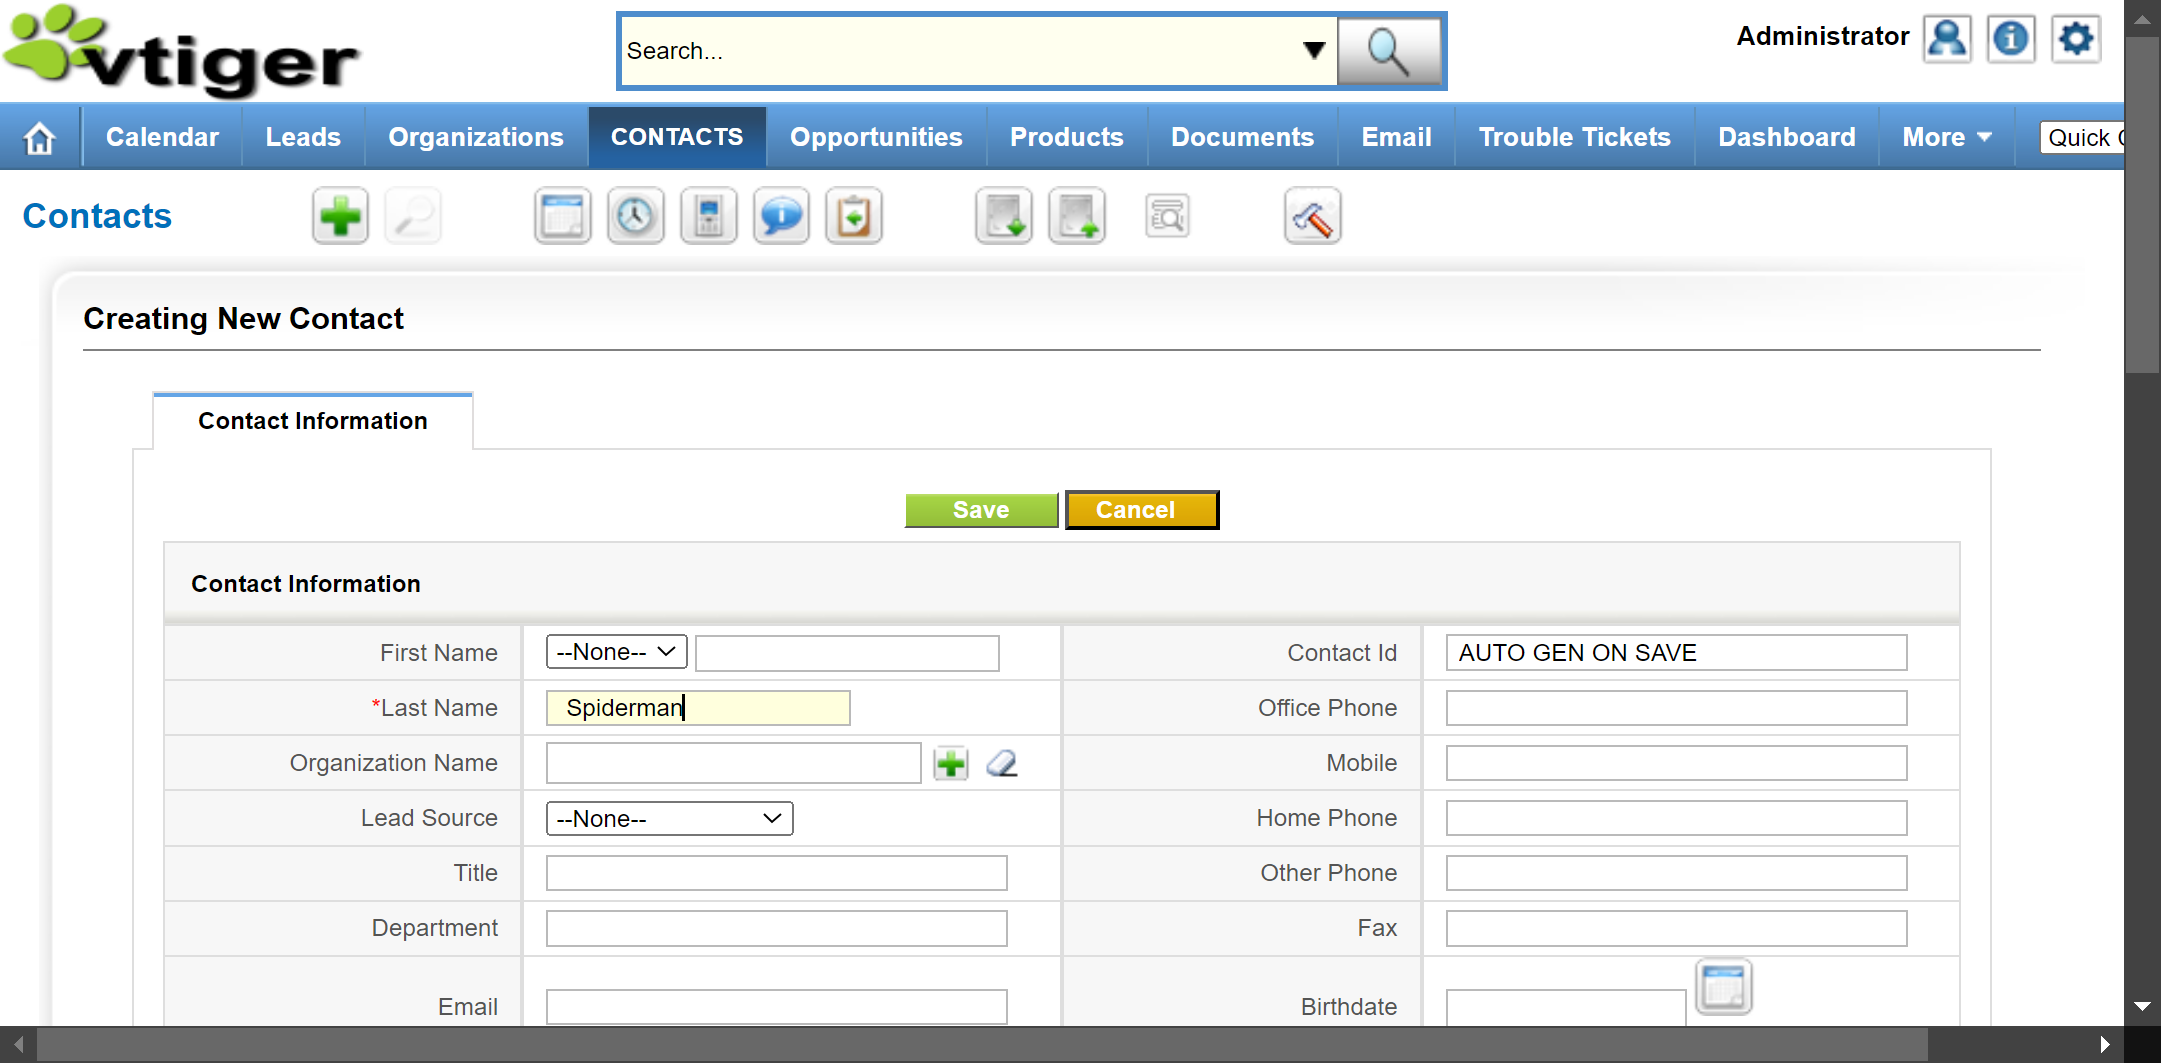 vtiger
Search...
Administrator
Calendar Leads Organizations CONTACTS Opportunities Products Documents Email Trouble Tickets Dashboard More Quick
Contacts
Creating New Contact
Contact Information
Save Cancel
Contact Information
First Name --None-- Contact Id AUTO GEN ON SAVE
*Last Name Spiderman Office Phone
Organization Name Mobile
Lead Source --None-- Home Phone
Title Other Phone
Department Fax
Email Birthdate